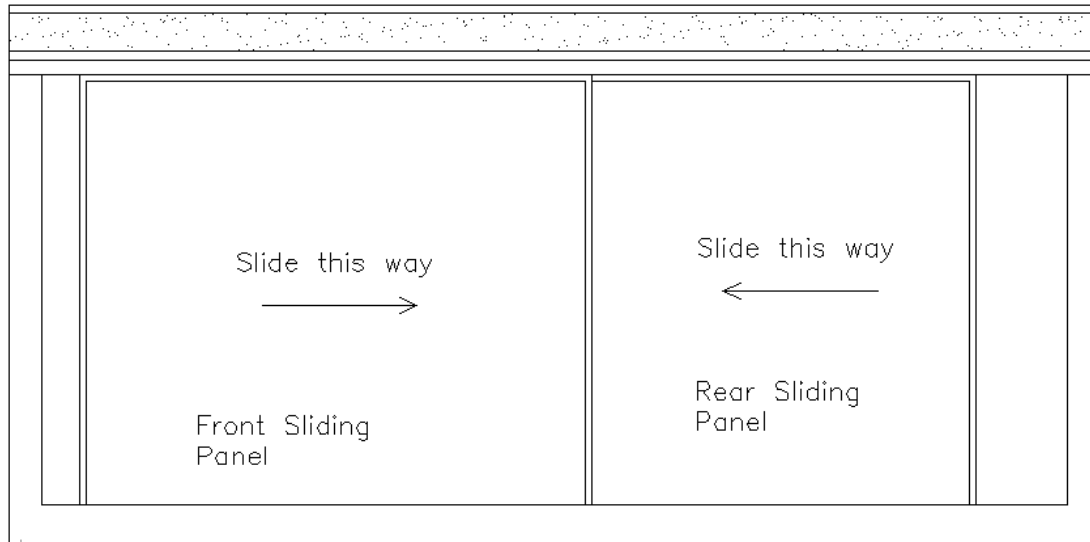 Slide this way
Slide this way
Front Sliding
Panel
Rear Sliding
Panel